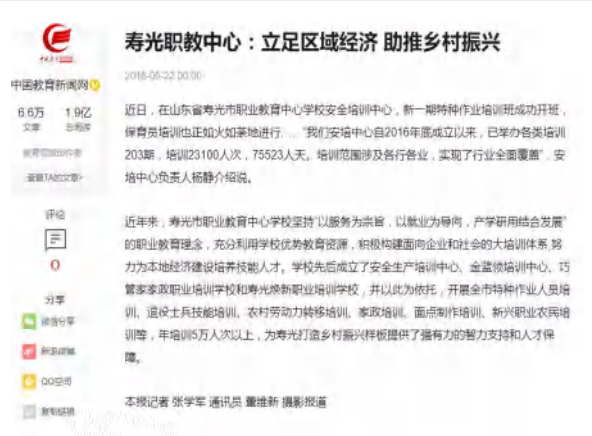 寿光职教中心：立足区域经济 助推乡村振兴
2018-05-22 00:00
中国教育新闻网
6.6万 1.9亿
文章 总阅读
查看TA的文章>
评论
0
分享
微信分享
新浪微博
QQ空间
复制链接
近日，在山东省寿光市职业教育中心学校安全培训中心，新一期特种作业培训班成功开班，
保育员培训也正如火如荼地进行……“我们安培中心自2016年底成立以来，已举办各类培训
203期，培训23100人次，75523人天。培训范围涉及各行各业，实现了行业全面覆盖”，安
培中心负责人杨静介绍说。
近年来，寿光市职业教育中心学校坚持“以服务为宗旨，以就业为导向，产学研用结合发展”
的职业教育理念，充分利用学校优势教育资源，积极构建面向企业和社会的大培训体系,努
力为本地经济建设培养技能人才。学校先后成立了安全生产培训中心、金蓝领培训中心、巧
管家家政职业培训学校和寿光焕新职业培训学校，并以此为依托，开展全市特种作业人员培
训、退役士兵技能培训、农村劳动力转移培训、家政培训、面点制作培训、新兴职业农民培
训等，年培训5万人次以上，为寿光打造乡村振兴样板提供了强有力的智力支持和人才保
障。
本报记者 张学军 通讯员 董维新 摄影报道